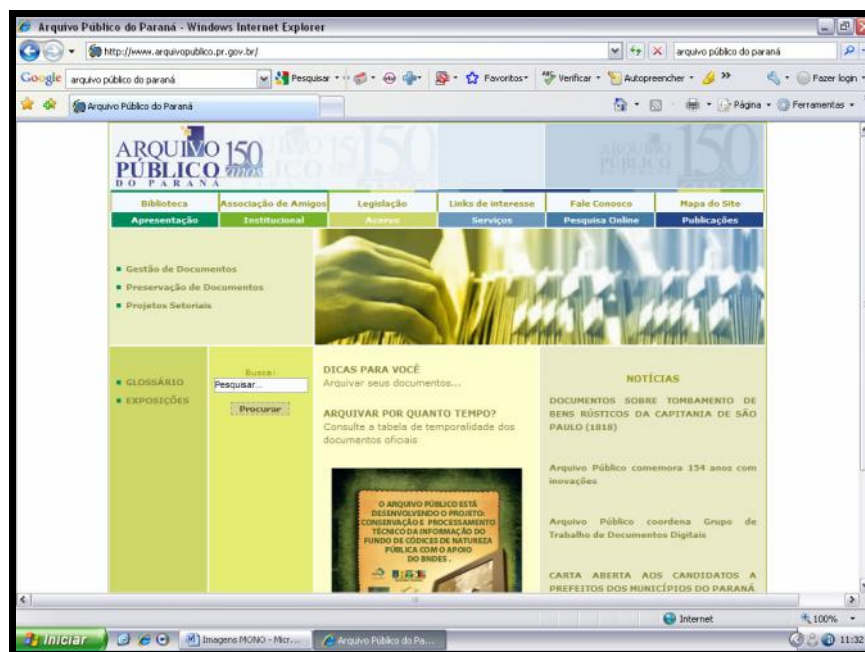 Arquivo Público do Paraná - Windows Internet Explorer
http://www.arquivopublico.pr.gov.br/
arquivo público do paraná
Google
arquivo público do paraná
Pesquisar
Favoritos
Verificar
Autopreencher
Fazer login
Arquivo Público do Paraná
Página
Ferramentas
ARQUIVO
PÚBLICO
DO PARANÁ
150
anos
ARQUIVO
PÚBLICO
150
Biblioteca
Associação de Amigos
Legislação
Links de interesse
Fale Conosco
Mapa do Site
Apresentação
Institucional
Acervo
Serviços
Pesquisa Online
Publicações
Gestão de Documentos
Preservação de Documentos
Projetos Setoriais
GLOSSÁRIO
EXPOSIÇÕES
Busca:
Pesquisar...
Procurar
DICAS PARA VOCÊ
Arquivar seus documentos...
ARQUIVAR POR QUANTO TEMPO?
Consulte a tabela de temporalidade dos
documentos oficiais
O ARQUIVO PÚBLICO ESTÁ
DESENVOLVENDO O PROJETO:
CONSERVAÇÃO E PROCESSAMENTO
TÉCNICO DA INFORMAÇÃO DO
FUNDO DE CÓDICES DE NATUREZA
PÚBLICA COM O APOIO
DO BNDES.
NOTÍCIAS
DOCUMENTOS SOBRE TOMBAMENTO DE
BENS RÚSTICOS DA CAPITANIA DE SÃO
PAULO (1818)
Arquivo Público comemora 154 anos com
inovações
Arquivo Público coordena Grupo de
Trabalho de Documentos Digitais
CARTA ABERTA AOS CANDIDATOS A
PREFEITOS DOS MUNICÍPIOS DO PARANÁ
Internet
100%
Iniciar
Imagens MONO - Micr...
Arquivo Público do Pa...
11:32